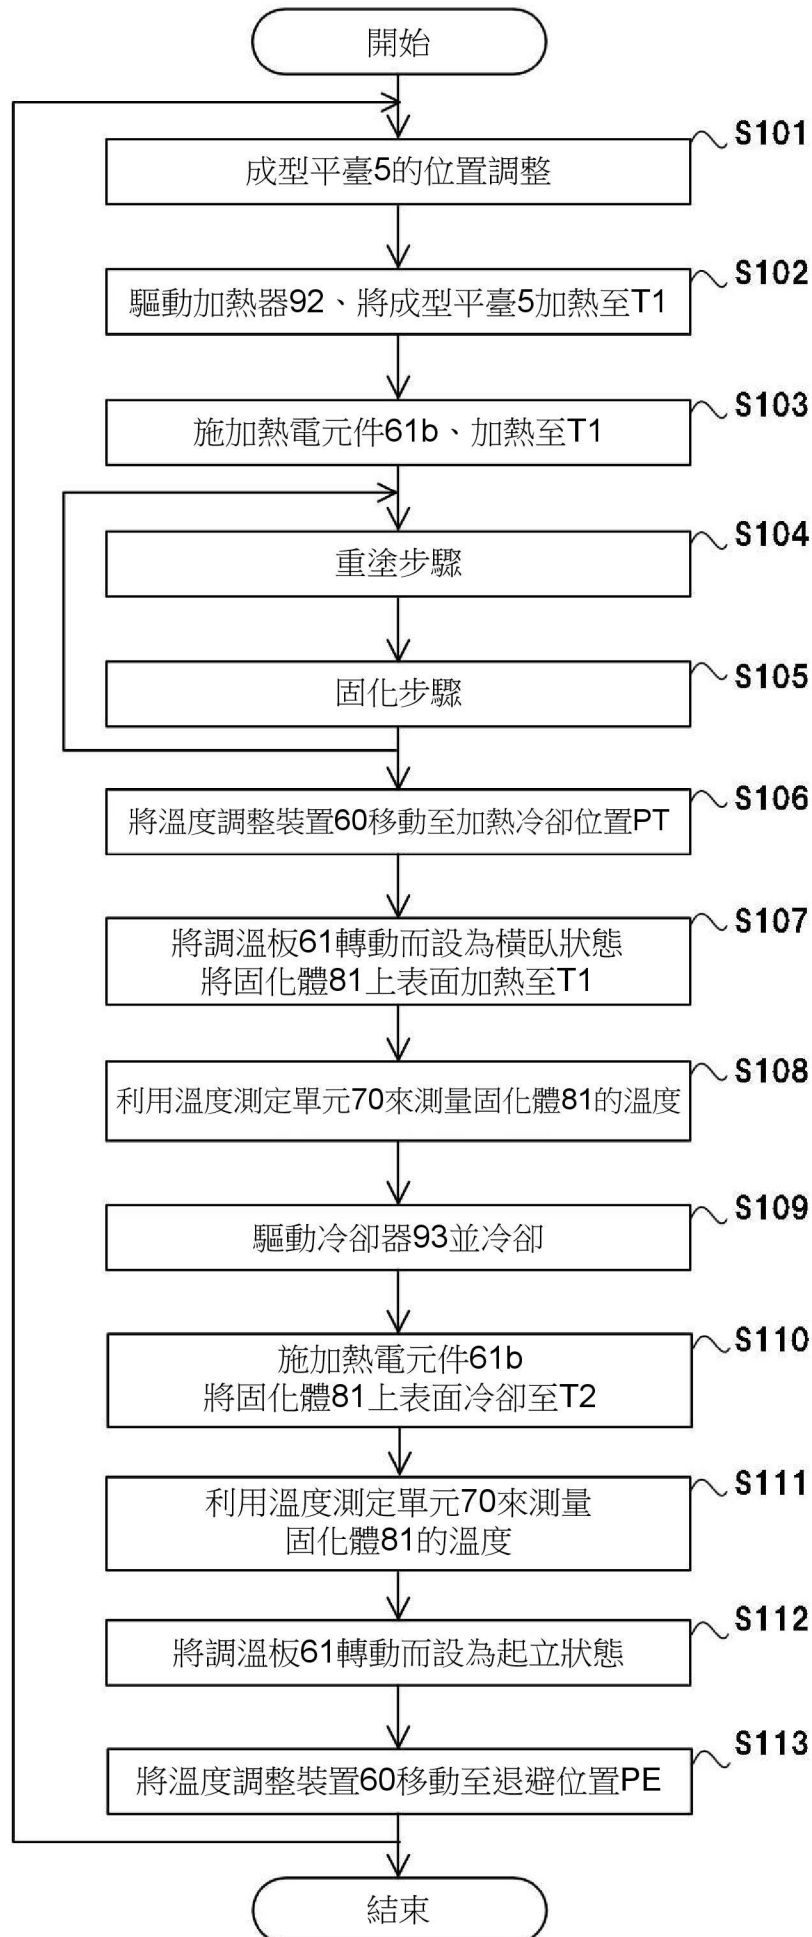 開始
S101
成型平臺5的位置調整
S102
驅動加熱器92、將成型平臺5加熱至T1
S103
施加熱電元件61b、加熱至T1
S104
重塗步驟
S105
固化步驟
S106
將溫度調整裝置60移動至加熱冷卻位置PT
S107
將調溫板61轉動而設為橫臥狀態
將固化體81上表面加熱至T1
S108
利用溫度測定單元70來測量固化體81的溫度
S109
驅動冷卻器93並冷卻
S110
施加熱電元件61b
將固化體81上表面冷卻至T2
S111
利用溫度測定單元70來測量
固化體81的溫度
S112
將調溫板61轉動而設為起立狀態
S113
將溫度調整裝置60移動至退避位置PE
結束